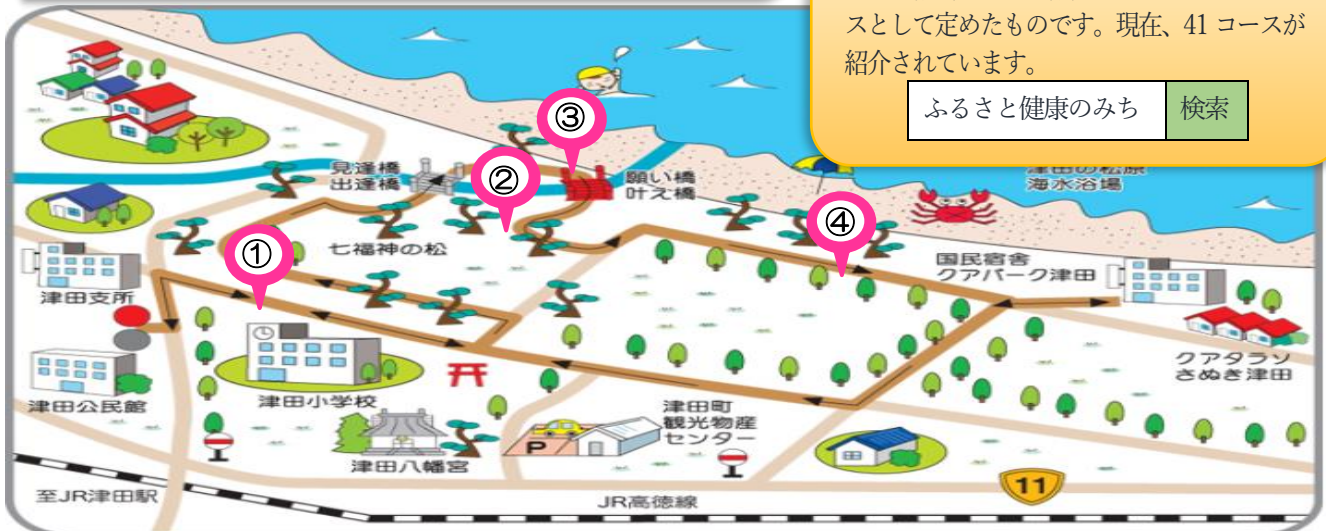 スとして定めたものです。現在、41 コースが
紹介されています。
ふるさと健康のみち 検索
③
見逢橋
出逢橋
②
願い橋
叶え橋
津田の松原
海水浴場
④
①
七福神の松
国民宿舎
クアパーク津田
津田支所
クアタラソ
さぬき津田
津田公民館
津田小学校
津田町
観光物産
センター
P
津田八幡宮
11
至JR津田駅
JR高徳線